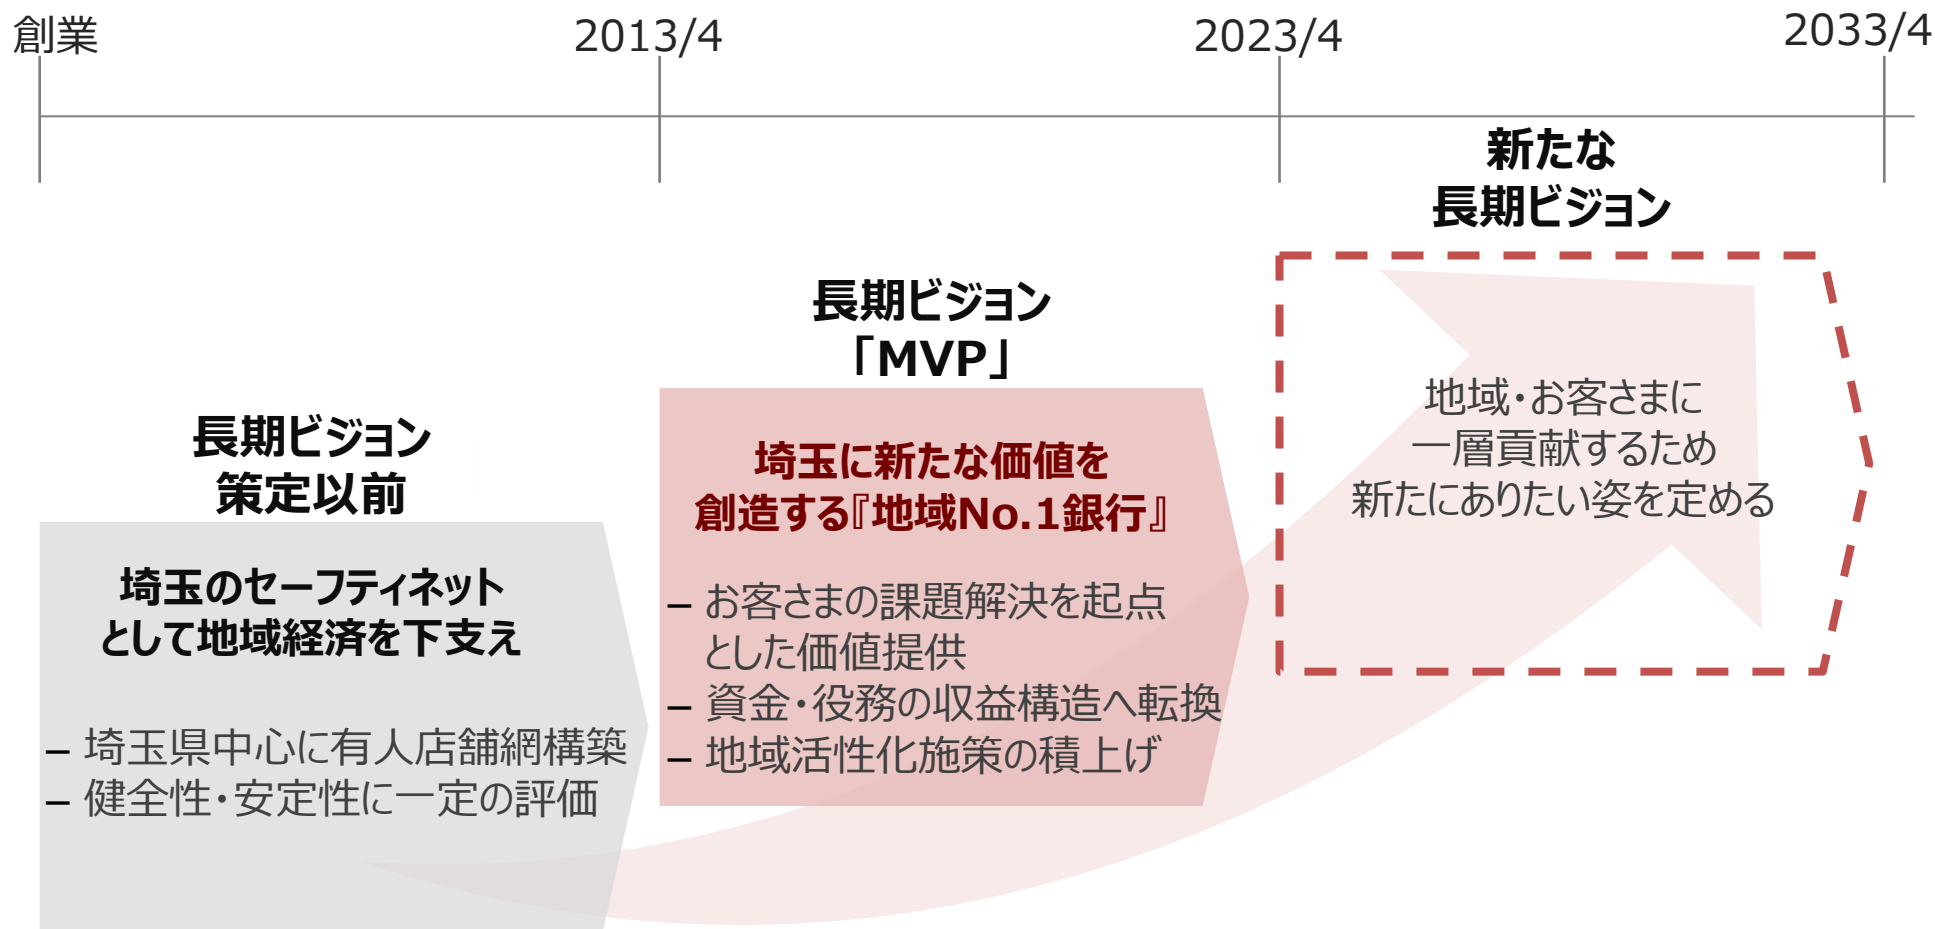 創業
2013/4
2023/4
2033/4
長期ビジョン
策定以前
埼玉のセーフティネット
として地域経済を下支え
– 埼玉県中心に有人店舗網構築
– 健全性・安定性に一定の評価
長期ビジョン
「MVP」
埼玉に新たな価値を
創造する『地域No.1銀行』
– お客さまの課題解決を起点
とした価値提供
– 資金・役務の収益構造へ転換
– 地域活性化施策の積上げ
新たな
長期ビジョン
地域・お客さまに
一層貢献するため
新たにありたい姿を定める